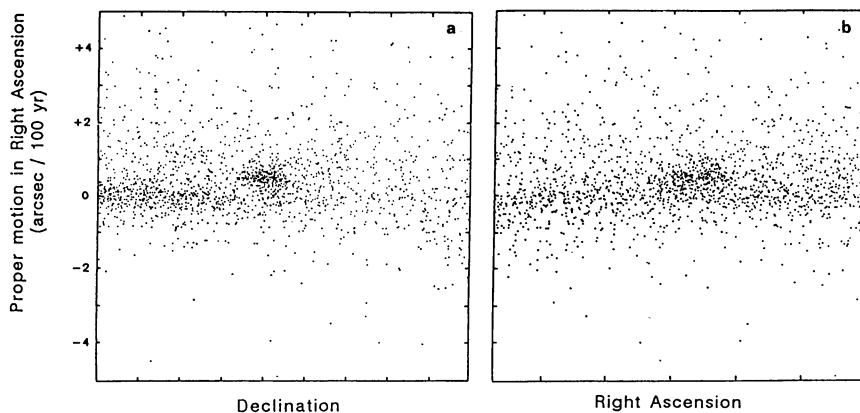 Proper motion in Right Ascension
(arcsec / 100 yr)
+4
+2
0
-2
-4
a
b
Declination
Right Ascension